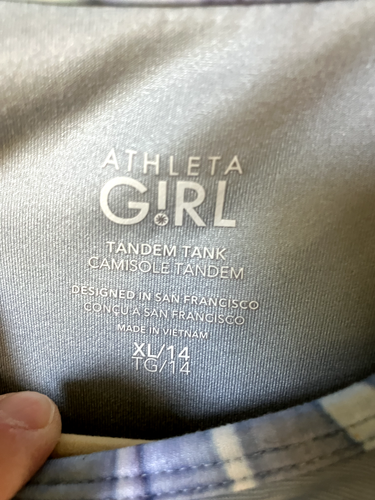 ATHLETA
G!RL
TANDEM TANK
CAMISOLE TANDEM
DESIGNED IN SAN FRANCISCO
CONÇU A SAN FRANCISCO
MADE IN VIETNAM
XL/14
TG/14